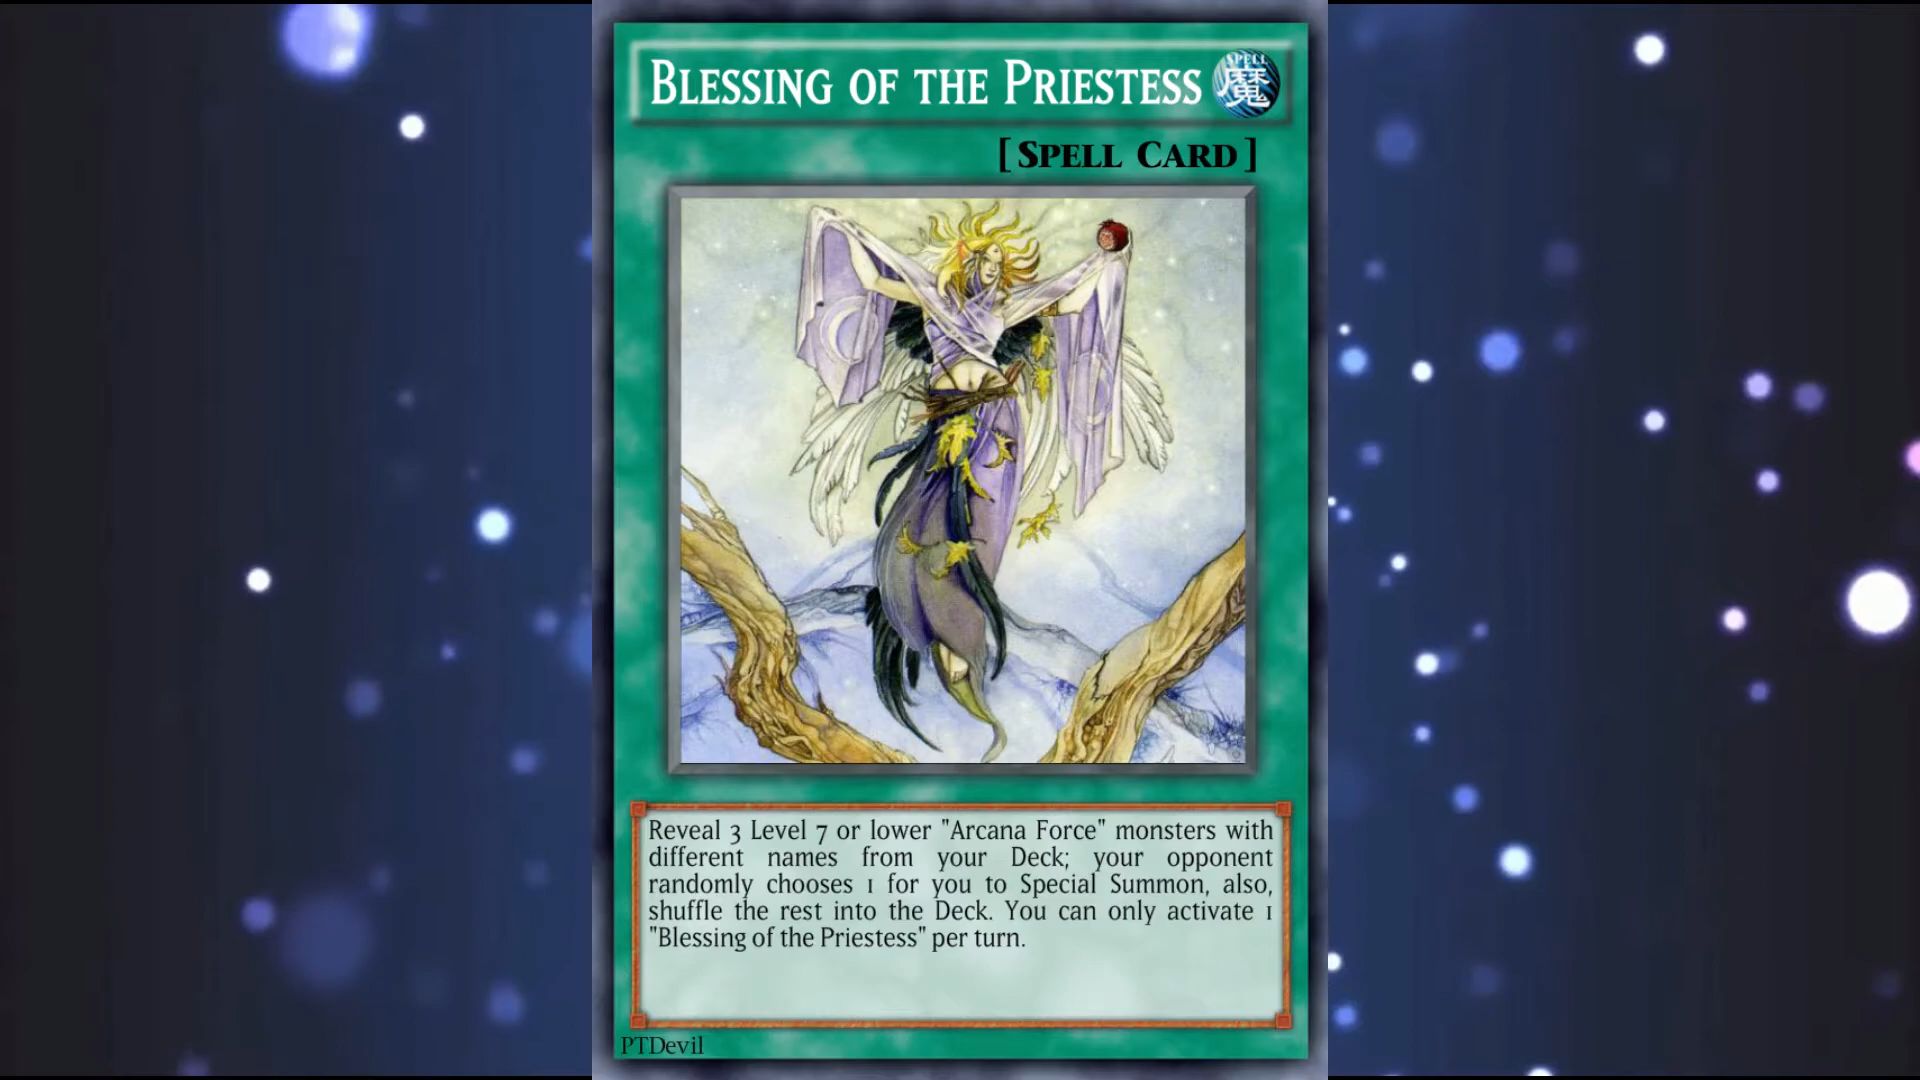 BLESSING OF THE PRIESTESS
SPELL
魔
[SPELL CARD]
Reveal 3 Level 7 or lower "Arcana Force" monsters with
different names from your Deck; your opponent
randomly chooses 1 for you to Special Summon, also,
shuffle the rest into the Deck. You can only activate 1
"Blessing of the Priestess" per turn.
PTDevil